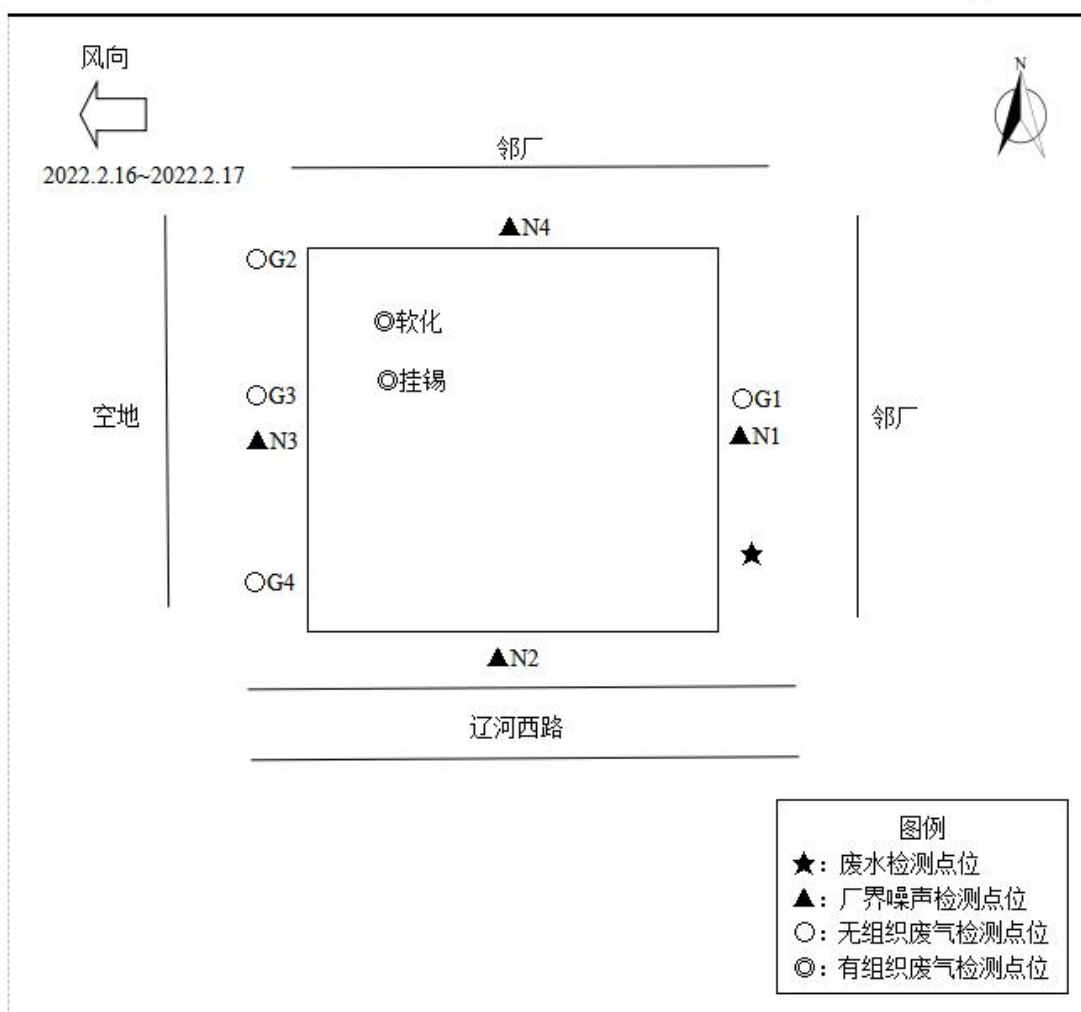 风向
N
2022.2.16~2022.2.17
邻厂
▲N4
○G2
◎软化
◎挂锡
○G3
○G1
空地
▲N3
▲N1
邻厂
★
○G4
▲N2
辽河西路
图例
★：废水检测点位
▲：厂界噪声检测点位
○：无组织废气检测点位
◎：有组织废气检测点位